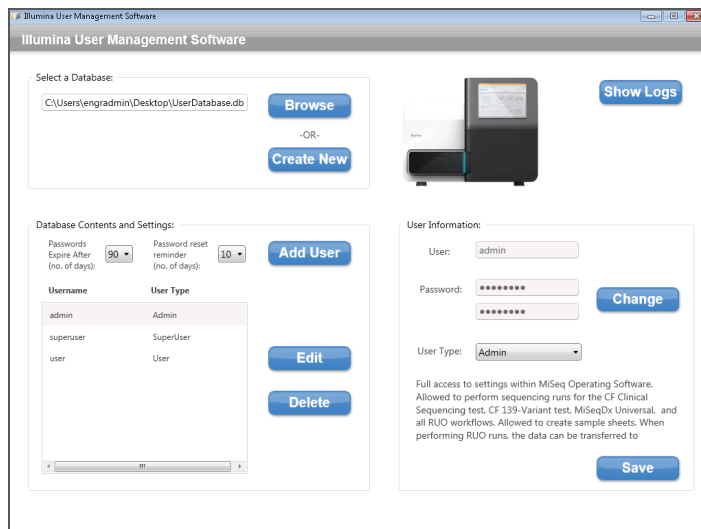 Illumina User Management Software
Illumina User Management Software
Select a Database:
C:\Users\engradmin\Desktop\UserDatabase.db
Browse
-OR-
Create New
Show Logs
Database Contents and Settings:
Passwords
Expire After
(no. of days):
90
Password reset
reminder
(no. of days):
10
Add User
Username User Type
admin Admin
superuser SuperUser
user User
Edit
Delete
User Information:
User: admin
Password: ●●●●●●●●
●●●●●●●●
Change
User Type: Admin
Full access to settings within MiSeq Operating Software.
Allowed to perform sequencing runs for the CF Clinical
Sequencing test, CF 139-Variant test, MiSeqDx Universal, and
all RUO workflows. Allowed to create sample sheets. When
performing RUO runs, the data can be transferred to
Save